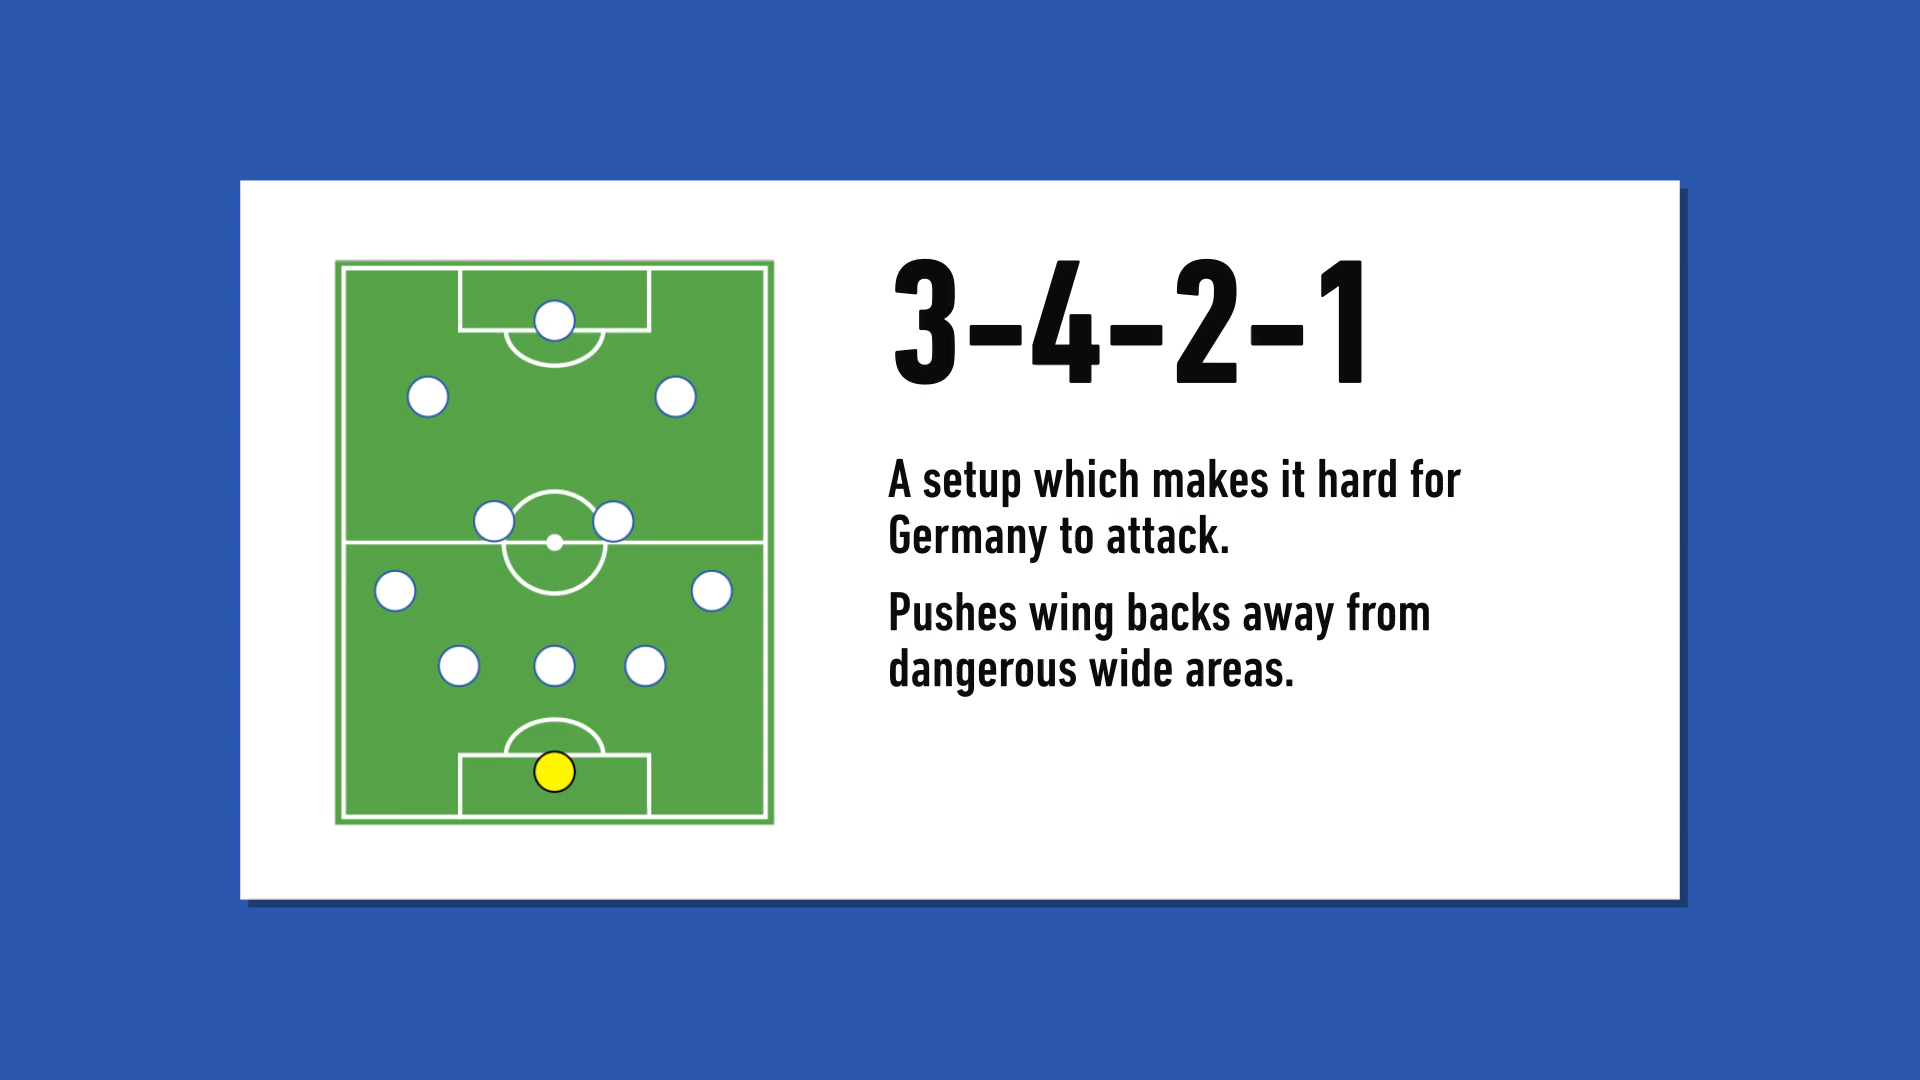 3-4-2-1
A setup which makes it hard for
Germany to attack.
Pushes wing backs away from
dangerous wide areas.